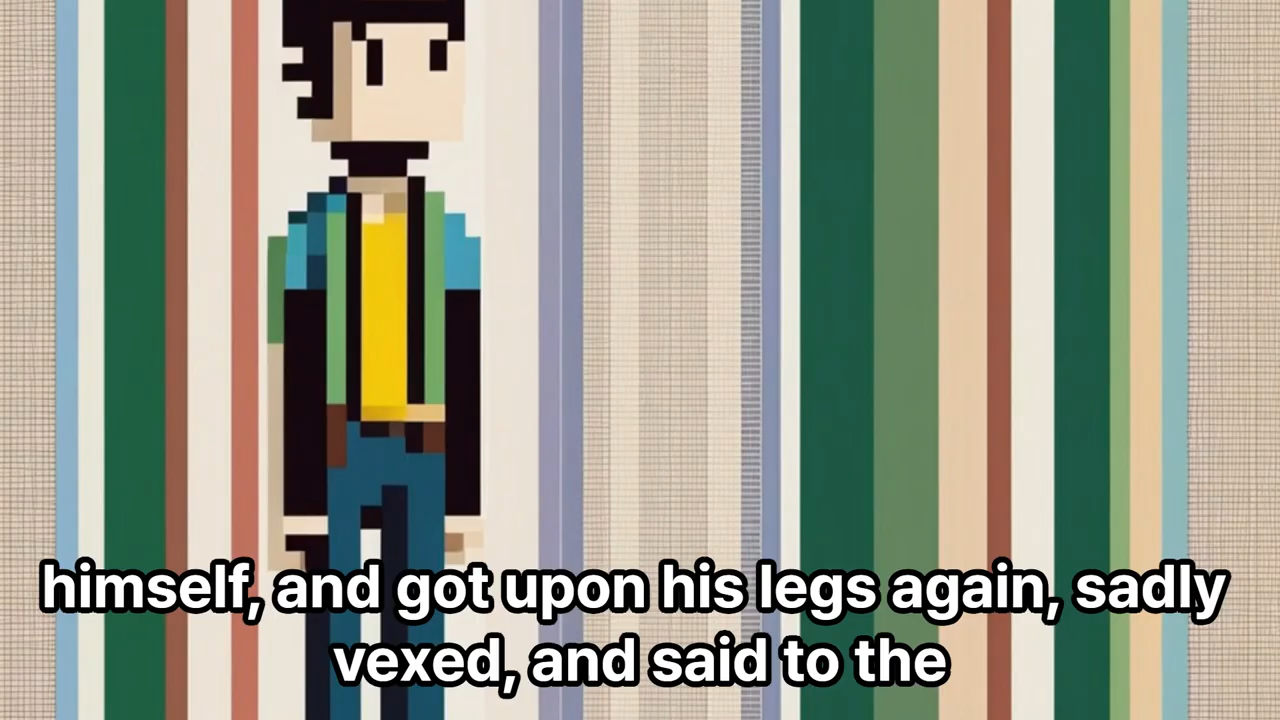 himself, and got upon his legs again, sadly
vexed, and said to the